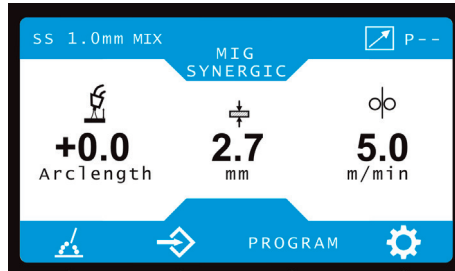 SS 1.0mm MIX
MIG
SYNERGIC
P--
+0.0
Arclength
2.7
mm
5.0
m/min
PROGRAM